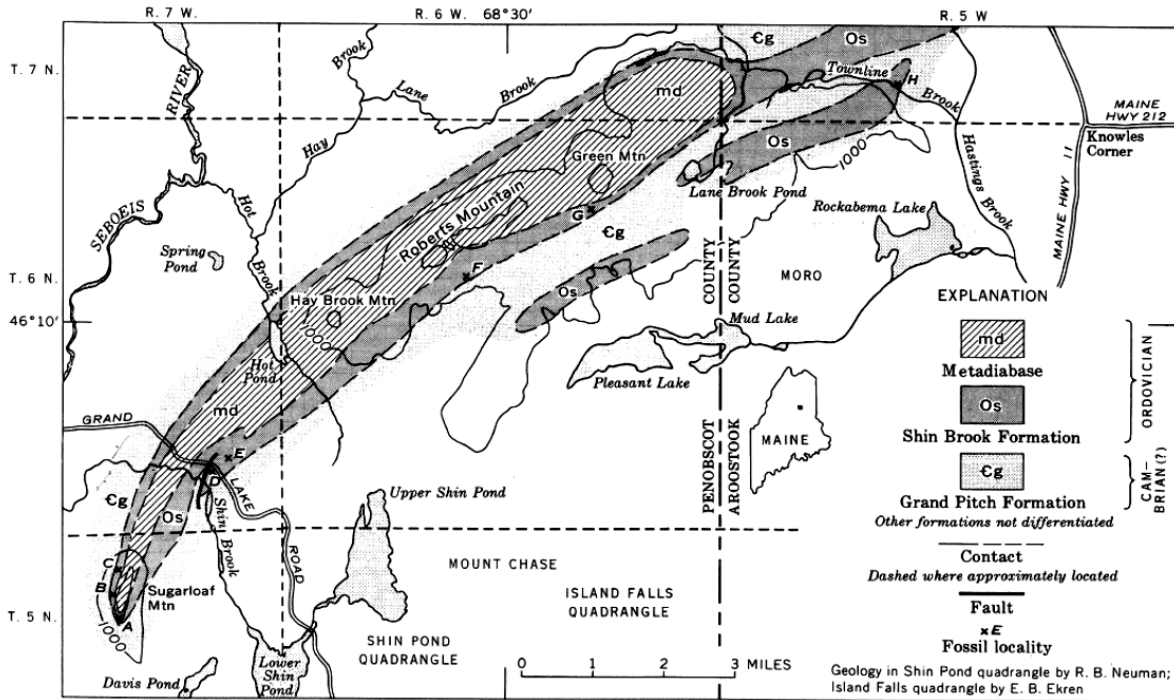 R. 7 W.
R. 6 W.
68°30'
R. 5 W
T. 7 N.
RIVER
SEBOEIS
Brook
Lane
Brook
Hay
Hot
Brook
Spring
Pond
T. 6 N.
46°10'
Ꞓg
Os
Townline
H
Brook
md
Os
1000
Green Mtn
Lane Brook Pond
Roberts Mountain
G
Ꞓg
F
Os
Hay Brook Mtn
1000
Hot
Pond
Hastings Brook
MAINE
HWY 212
Knowles
Corner
MAINE HWY 11
Rockabema Lake
COUNTY
COUNTY
MORO
Mud Lake
Pleasant Lake
PENOBSCOT
AROOSTOOK
MAINE
GRAND
LAKE
ROAD
md
E
D
Ꞓg
Os
Shin Brook
Upper Shin Pond
C
B
A
Sugarloaf
Mtn
1000
T. 5 N.
MOUNT CHASE
ISLAND FALLS
QUADRANGLE
SHIN POND
QUADRANGLE
Lower
Shin
Pond
Davis Pond
0 1 2 3 MILES
EXPLANATION
md
Metadiabase
Os
Shin Brook Formation
ORDOVICIAN
Ꞓg
Grand Pitch Formation
CAM-
BRIAN(?)
Other formations not differentiated
Contact
Dashed where approximately located
Fault
×E
Fossil locality
Geology in Shin Pond quadrangle by R. B. Neuman;
Island Falls quadrangle by E. B. Ekren